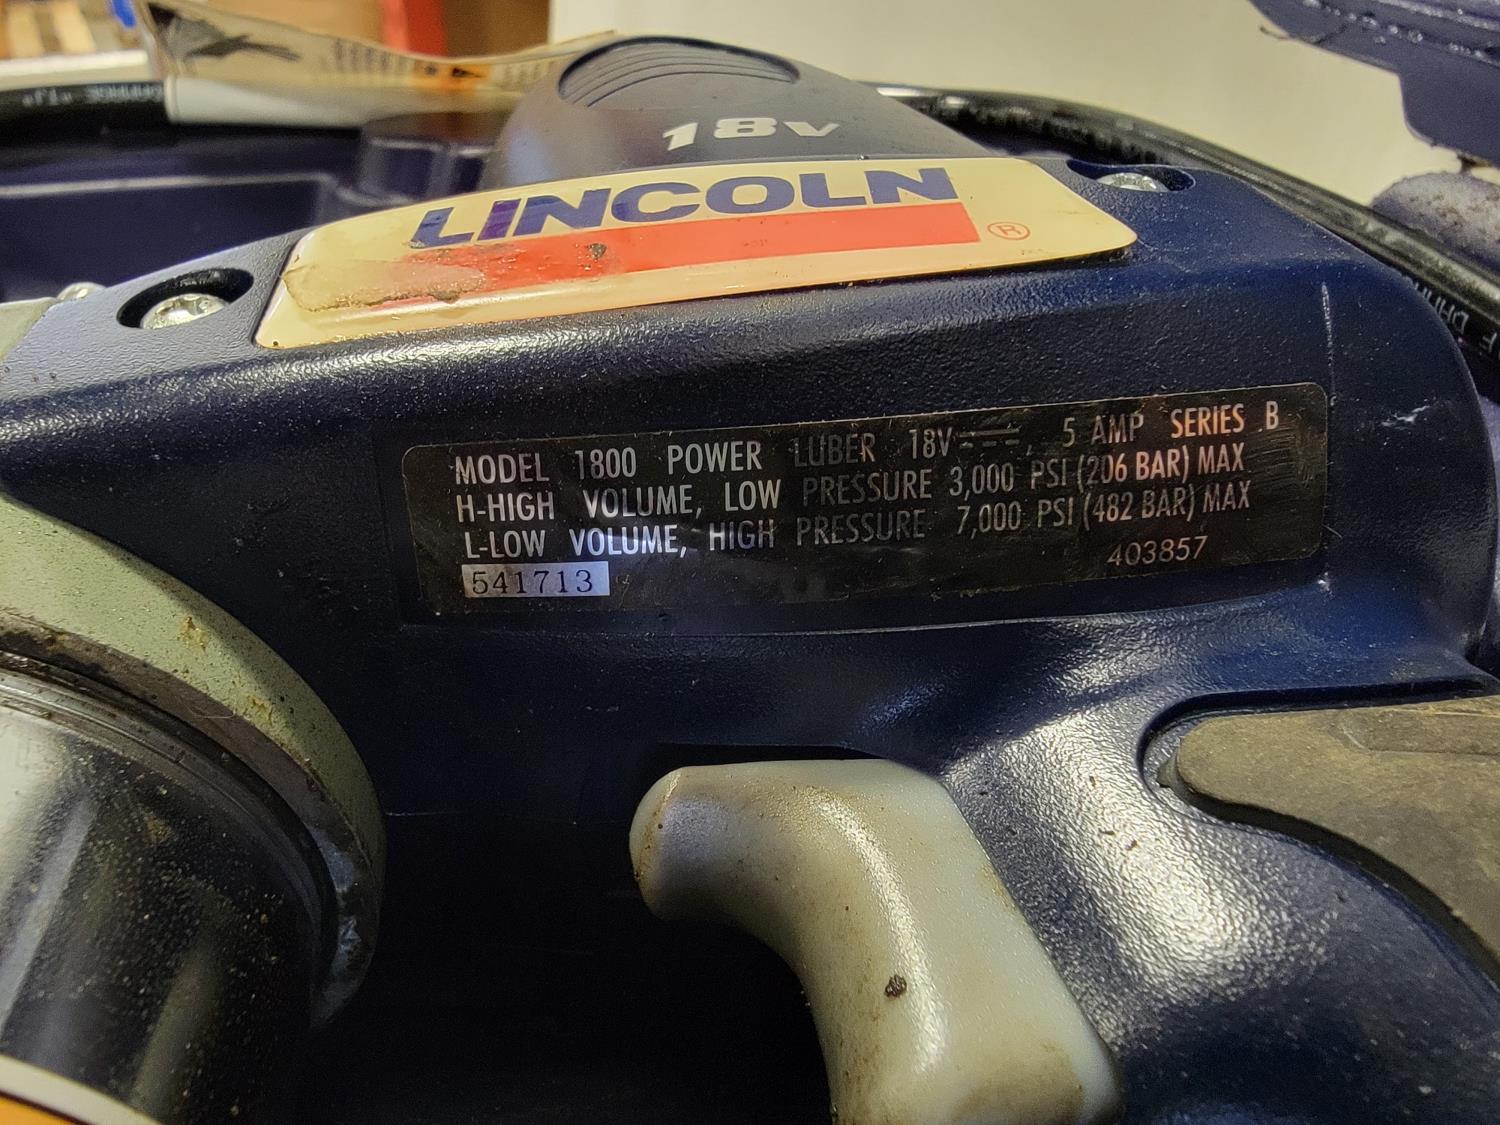 18V
LINCOLN
®
MODEL 1800 POWER LUBER 18V⎓, 5 AMP SERIES B
H-HIGH VOLUME, LOW PRESSURE 3,000 PSI (206 BAR) MAX
L-LOW VOLUME, HIGH PRESSURE 7,000 PSI (482 BAR) MAX
541713
403857